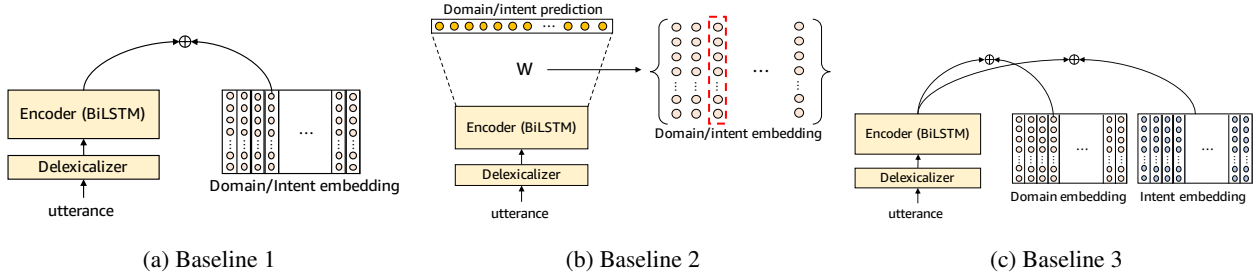 Encoder (BiLSTM)
Delexicalizer
utterance
...
Domain/Intent embedding
(a) Baseline 1
Domain/intent prediction
...
W
...
Encoder (BiLSTM)
Domain/intent embedding
Delexicalizer
utterance
(b) Baseline 2
Encoder (BiLSTM)
Delexicalizer
utterance
...
Domain embedding
...
Intent embedding
(c) Baseline 3